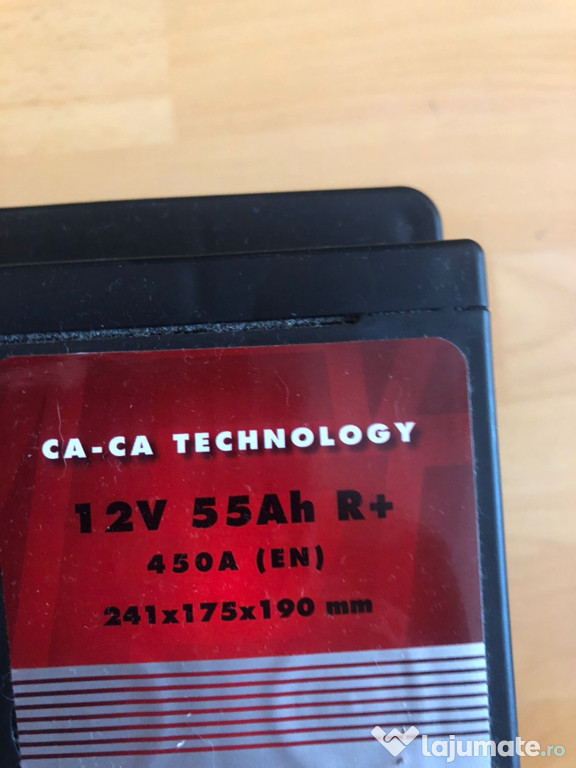 CA-CA TECHNOLOGY
12V 55Ah R+
450A (EN)
241x175x190 mm
lajumate.ro